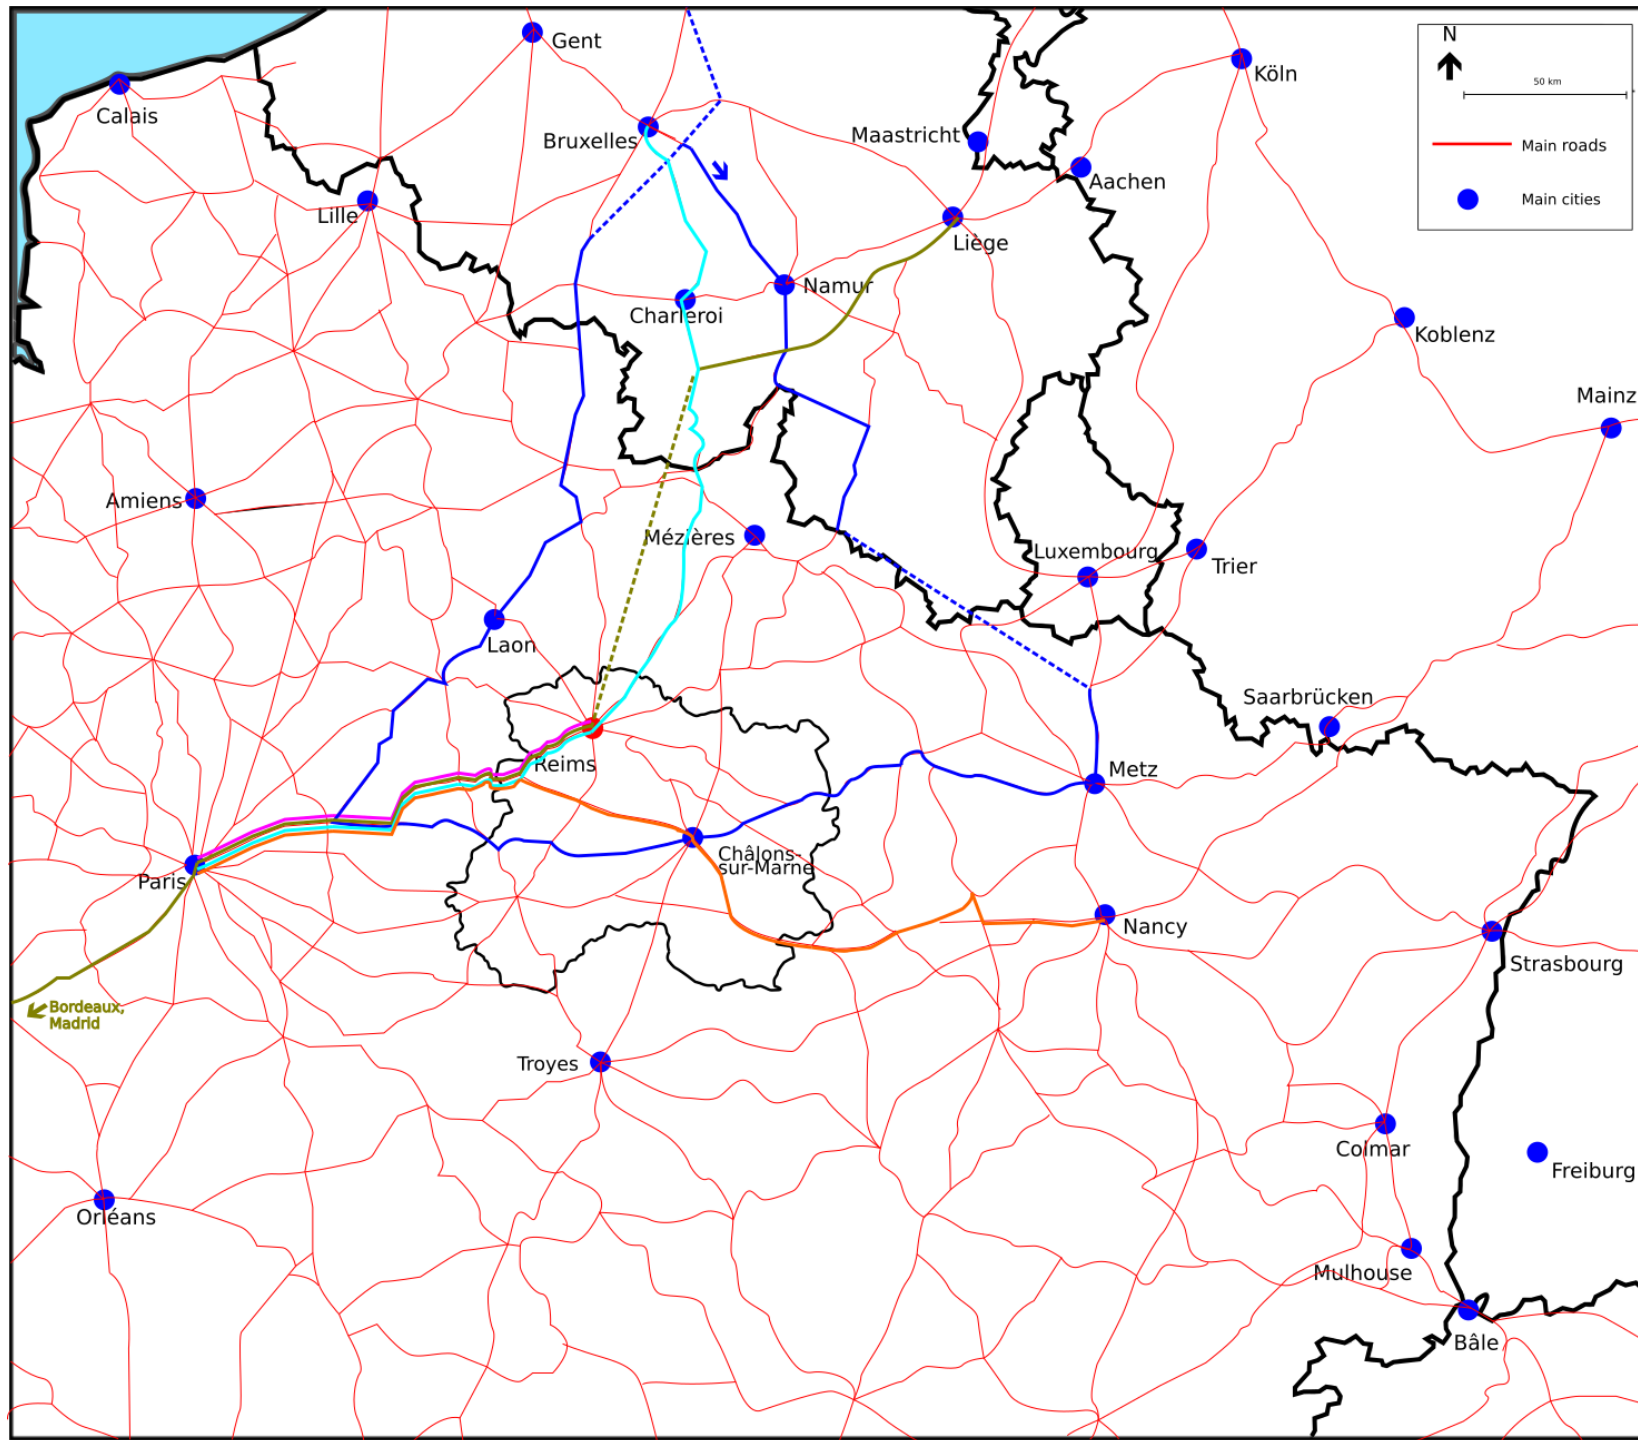 Gent
N
Köln
50 km
Calais
Bruxelles
Maastricht
Main roads
Aachen
Lille
Main cities
Liège
Namur
Charleroi
Koblenz
Mainz
Amiens
Mézières
Luxembourg
Trier
Laon
Saarbrücken
Reims
Metz
Châlons-
sur-Marne
Paris
Nancy
Strasbourg
Bordeaux,
Madrid
Troyes
Colmar
Freiburg
Orléans
Mulhouse
Bâle